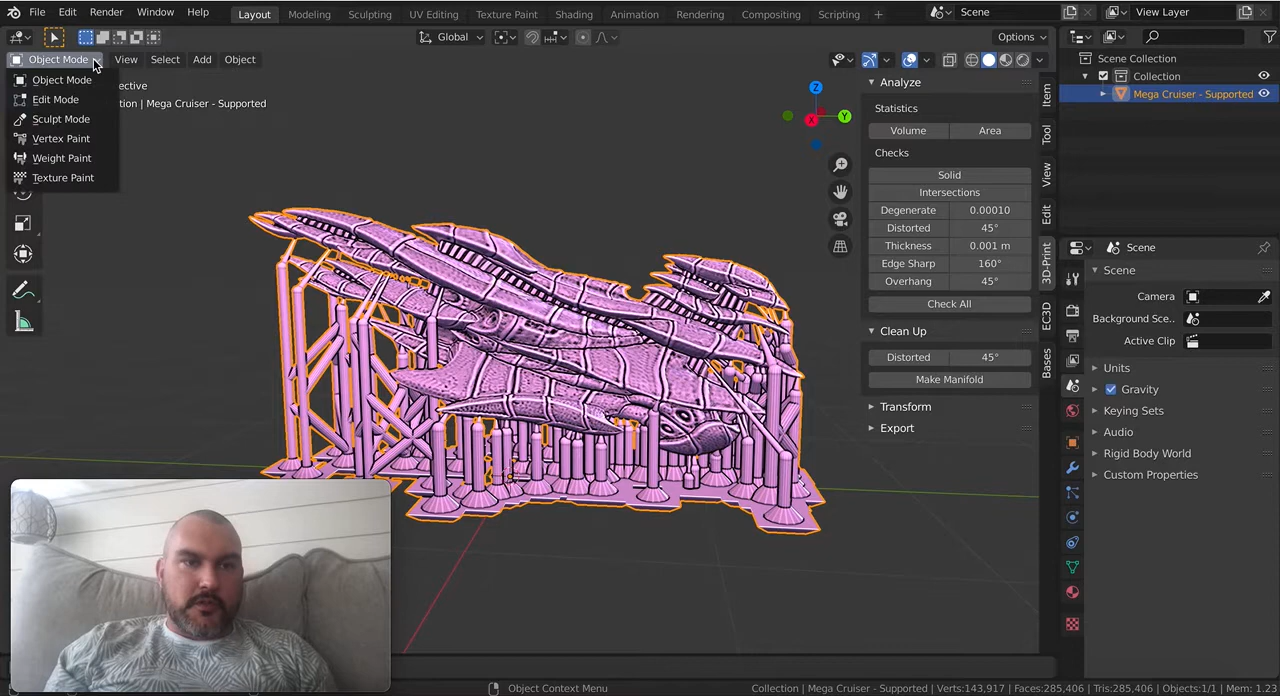 File Edit Render Window Help Layout Modeling Sculpting UV Editing Texture Paint Shading Animation Rendering Compositing Scripting + Scene View Layer
Global Options
Object Mode View Select Add Object
Object Mode
Edit Mode
Sculpt Mode
Vertex Paint
Weight Paint
Texture Paint
ective
tion | Mega Cruiser - Supported
X
Y
Z
Analyze
Statistics
Volume Area
Checks
Solid
Intersections
Degenerate 0.00010
Distorted 45°
Thickness 0.001 m
Edge Sharp 160°
Overhang 45°
Check All
Clean Up
Distorted 45°
Make Manifold
Transform
Export
Item
Tool
View
Edit
3D-Print
EC3D
Bases
Scene Collection
Collection
Mega Cruiser - Supported
Scene
Scene
Camera
Background Sce..
Active Clip
Units
Gravity
Keying Sets
Audio
Rigid Body World
Custom Properties
Object Context Menu
Collection | Mega Cruiser - Supported | Verts:143,917 | Faces:285,406 | Tris:285,406 | Objects:1/1 | Mem: 1.23